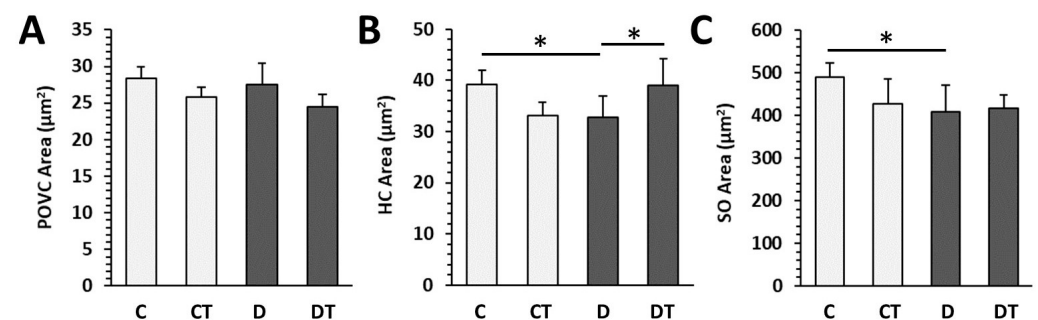 A
POVC Area (µm²)
35
30
25
20
15
10
5
0
C CT D DT
B
HC Area (µm²)
50
40
30
20
10
0
* *
C CT D DT
C
SO Area (µm²)
600
500
400
300
200
100
0
*
C CT D DT